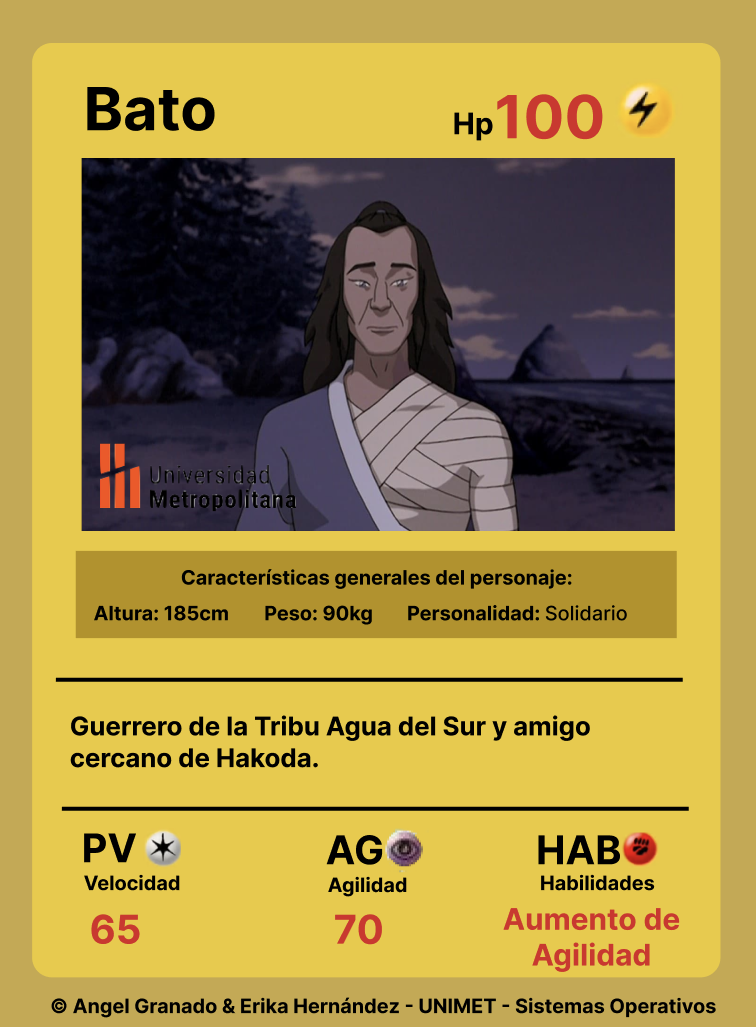 Bato
Hp100
Universidad
Metropolitana
Características generales del personaje:
Altura: 185cm Peso: 90kg Personalidad: Solidario
Guerrero de la Tribu Agua del Sur y amigo
cercano de Hakoda.
PV AG HAB
Velocidad Agilidad Habilidades
65 70 Aumento de
Agilidad
© Angel Granado & Erika Hernández - UNIMET - Sistemas Operativos